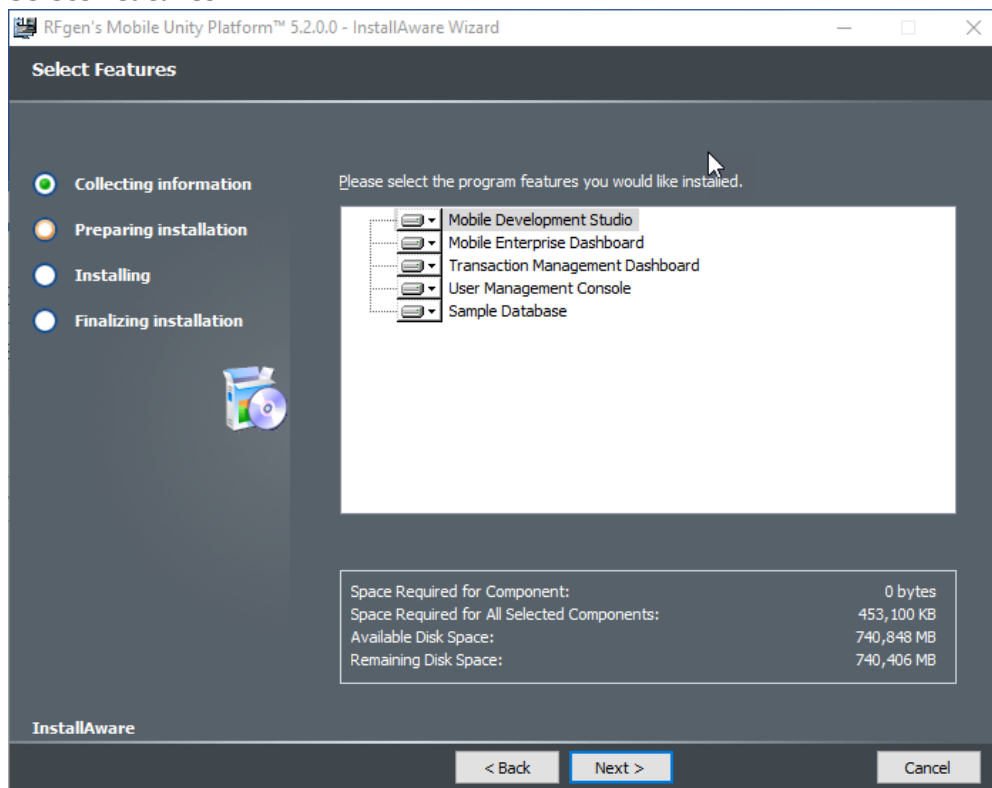 RFgen's Mobile Unity Platform™ 5.2.0.0 - InstallAware Wizard
Select Features
Collecting information
Preparing installation
Installing
Finalizing installation
Please select the program features you would like installed.
Mobile Development Studio
Mobile Enterprise Dashboard
Transaction Management Dashboard
User Management Console
Sample Database
Space Required for Component: 0 bytes
Space Required for All Selected Components: 453,100 KB
Available Disk Space: 740,848 MB
Remaining Disk Space: 740,406 MB
InstallAware
< Back Next > Cancel